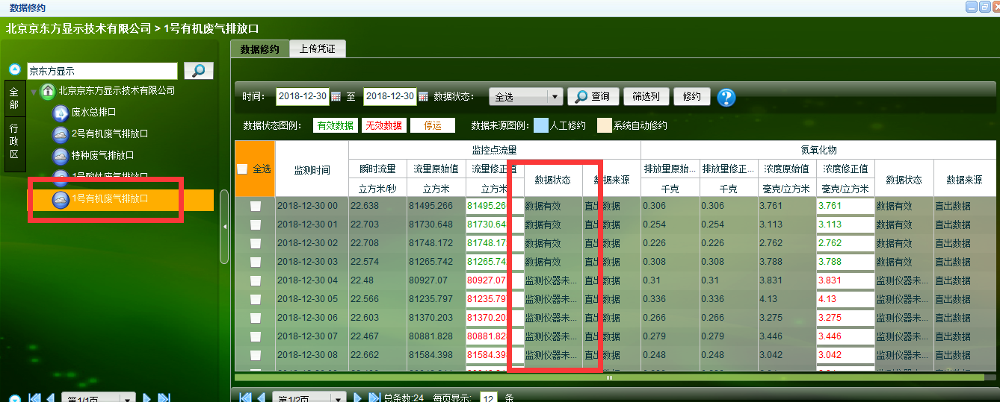 数据修约
北京京东方显示技术有限公司 > 1号有机废气排放口
数据修约 上传凭证
京东方显示
全部
行政区
北京京东方显示技术有限公司
废水总排口
2号有机废气排放口
特种废气排放口
1号酸性废气排放口
1号有机废气排放口
第1/1页
时间： 2018-12-30 至 2018-12-30 数据状态： 全选 查询 筛选列 修约
数据状态图例： 有效数据 无效数据 停运 数据来源图例： 人工修约 系统自动修约
全选 监测时间 监控点流量 氮氧化物
瞬时流量 流量原始值 流量修正值 数据状态 数据来源 排放量原始... 排放量修正... 浓度原始值 浓度修正值 数据状态 数据来源
立方米/秒 立方米 立方米 千克 千克 毫克/立方米 毫克/立方米
2018-12-30 00 22.638 81495.266 81495.26 数据有效 直出数据 0.306 0.306 3.761 3.761 数据有效 直出数据
2018-12-30 01 22.703 81730.648 81730.64 数据有效 直出数据 0.254 0.254 3.113 3.113 数据有效 直出数据
2018-12-30 02 22.708 81748.172 81748.17 数据有效 直出数据 0.226 0.226 2.762 2.762 数据有效 直出数据
2018-12-30 03 22.574 81265.742 81265.74 数据有效 直出数据 0.308 0.308 3.788 3.788 数据有效 直出数据
2018-12-30 04 22.48 80927.07 80927.07 监测仪器未... 直出数据 0.31 0.31 3.831 3.831 监测仪器未... 直出数据
2018-12-30 05 22.566 81235.797 81235.797 监测仪器未... 直出数据 0.336 0.336 4.13 4.13 监测仪器未... 直出数据
2018-12-30 06 22.603 81370.203 81370.203 监测仪器未... 直出数据 0.266 0.266 3.275 3.275 监测仪器未... 直出数据
2018-12-30 07 22.467 80881.828 80881.828 监测仪器未... 直出数据 0.279 0.279 3.446 3.446 监测仪器未... 直出数据
2018-12-30 08 22.662 81584.398 81584.398 监测仪器未... 直出数据 0.248 0.248 3.042 3.042 监测仪器未... 直出数据
第1/2页 总条数:24 每页显示: 12 条